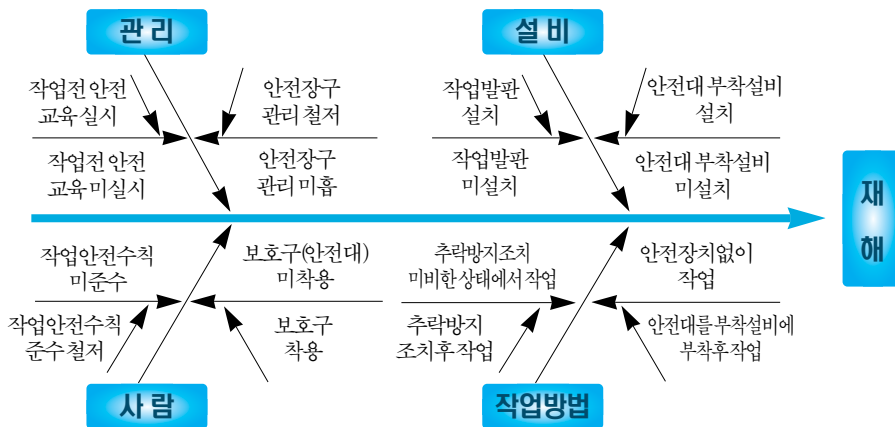 관 리
작업전 안전
교육 실시
안전장구
관리 철저
작업전 안전
교육 미실시
안전장구
관리 미흡
설 비
작업발판
설치
안전대 부착설비
설치
작업발판
미설치
안전대 부착설비
미설치
재
해
작업안전수칙
미준수
보호구(안전대)
미착용
작업안전수칙
준수 철저
보호구
착용
사 람
추락방지조치
미비한 상태에서 작업
안전장치없이
작업
추락방지
조치후 작업
안전대를 부착설비에
부착후 작업
작업방법